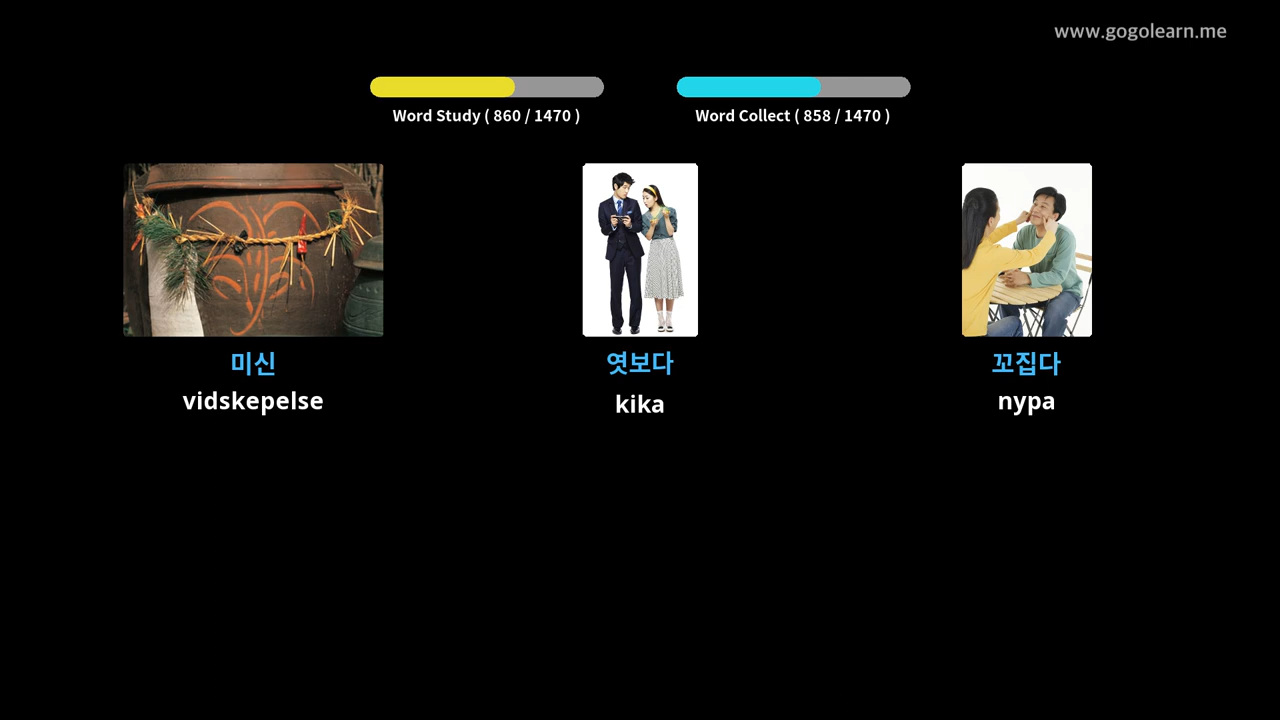 www.gogolearn.me
Word Study ( 860 / 1470 )
Word Collect ( 858 / 1470 )
미신
vidskepelse
엿보다
kika
꼬집다
nypa